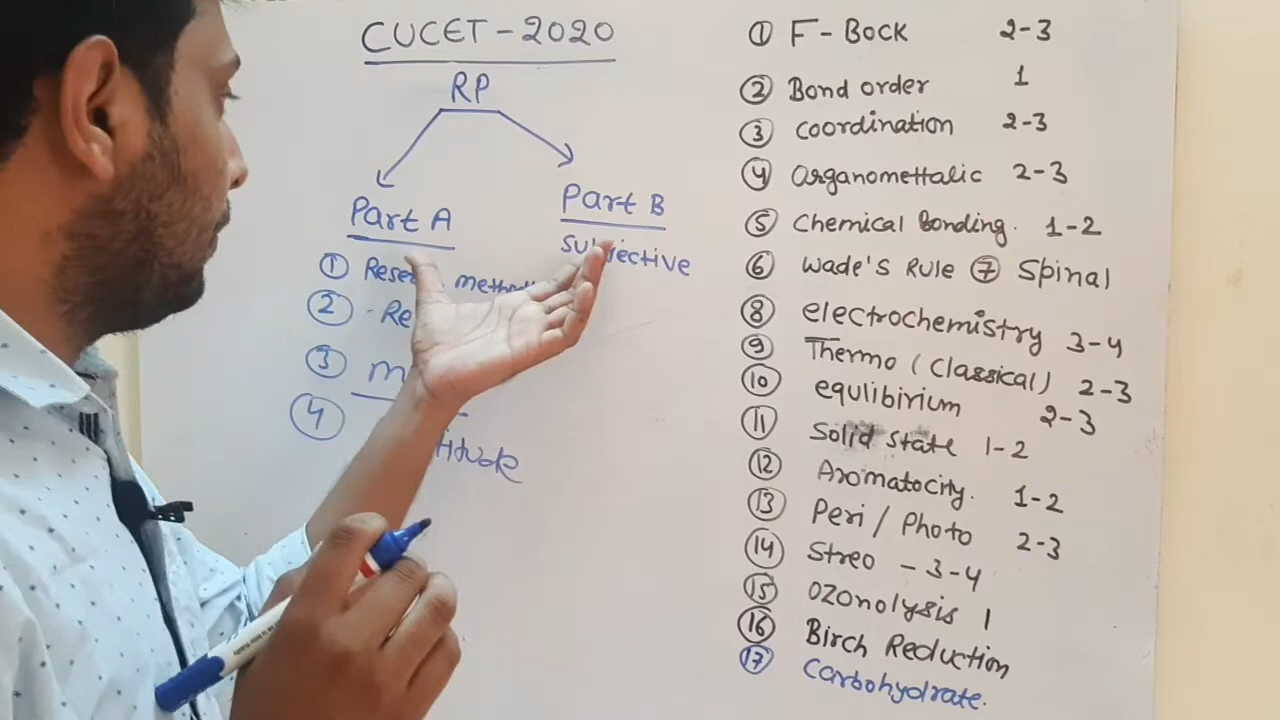 CUCET - 2020
RP
Part A
Part B
subjective
①
②
③
④
① F - Bock 2-3
② Bond order 1
③ coordination 2-3
④ Organomettalic 2-3
⑤ Chemical Bonding. 1-2
⑥ Wade's Rule ⑦ Spinal
⑧ electrochemistry 3-4
⑨ Thermo (Classical) 2-3
⑩ equlibirium 2-3
⑪ Solid state 1-2
⑫ Aromatocity. 1-2
⑬ Peri / Photo 2-3
⑭ Streo - 3-4
⑮ Ozonolysis 1
⑯ Birch Reduction
⑰ Carbohydrate.